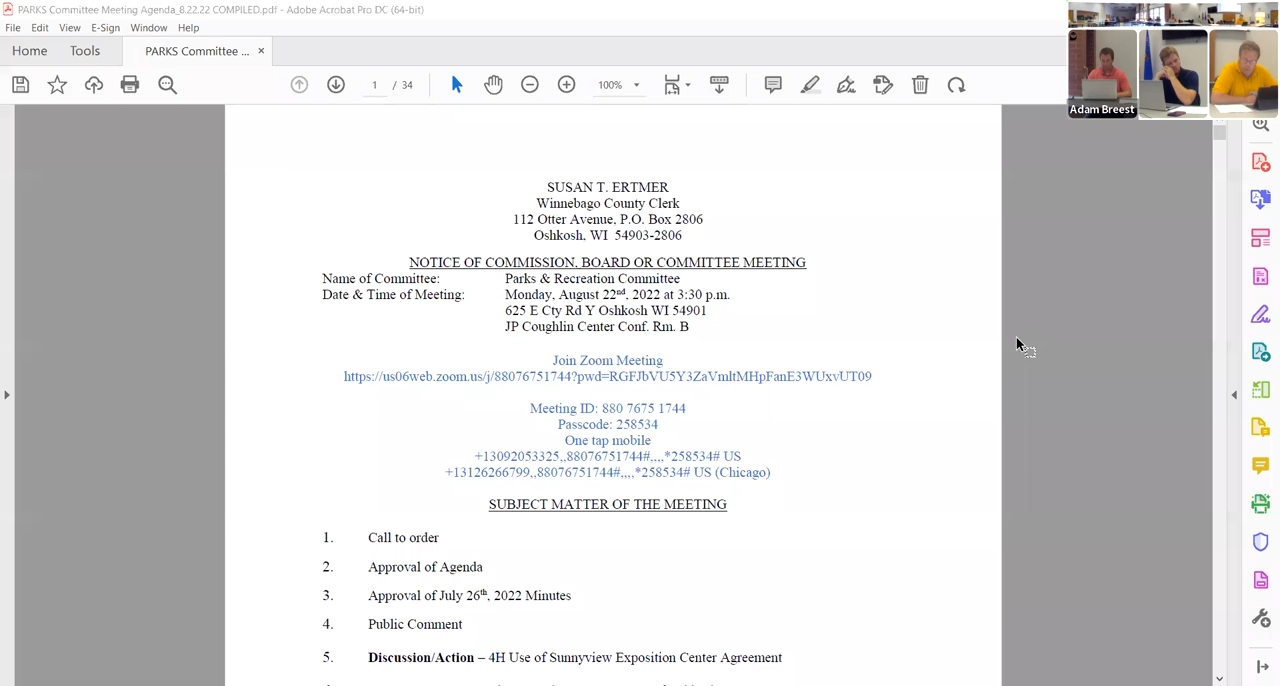 PARKS Committee Meeting Agenda_8.22.22 COMPILED.pdf - Adobe Acrobat Pro DC (64-bit)
File Edit View E-Sign Window Help
Home Tools PARKS Committee ... ×
1 / 34 100%
Adam Breest
SUSAN T. ERTMER
Winnebago County Clerk
112 Otter Avenue, P.O. Box 2806
Oshkosh, WI 54903-2806
NOTICE OF COMMISSION, BOARD OR COMMITTEE MEETING
Name of Committee: Parks & Recreation Committee
Date & Time of Meeting: Monday, August 22nd, 2022 at 3:30 p.m.
625 E Cty Rd Y Oshkosh WI 54901
JP Coughlin Center Conf. Rm. B
Join Zoom Meeting
https://us06web.zoom.us/j/88076751744?pwd=RGFJbVU5Y3ZaVmltMHpFanE3WUxvUT09
Meeting ID: 880 7675 1744
Passcode: 258534
One tap mobile
+13092053325,,88076751744#,,,,*258534# US
+13126266799,,88076751744#,,,,*258534# US (Chicago)
SUBJECT MATTER OF THE MEETING
1. Call to order
2. Approval of Agenda
3. Approval of July 26th, 2022 Minutes
4. Public Comment
5. Discussion/Action – 4H Use of Sunnyview Exposition Center Agreement